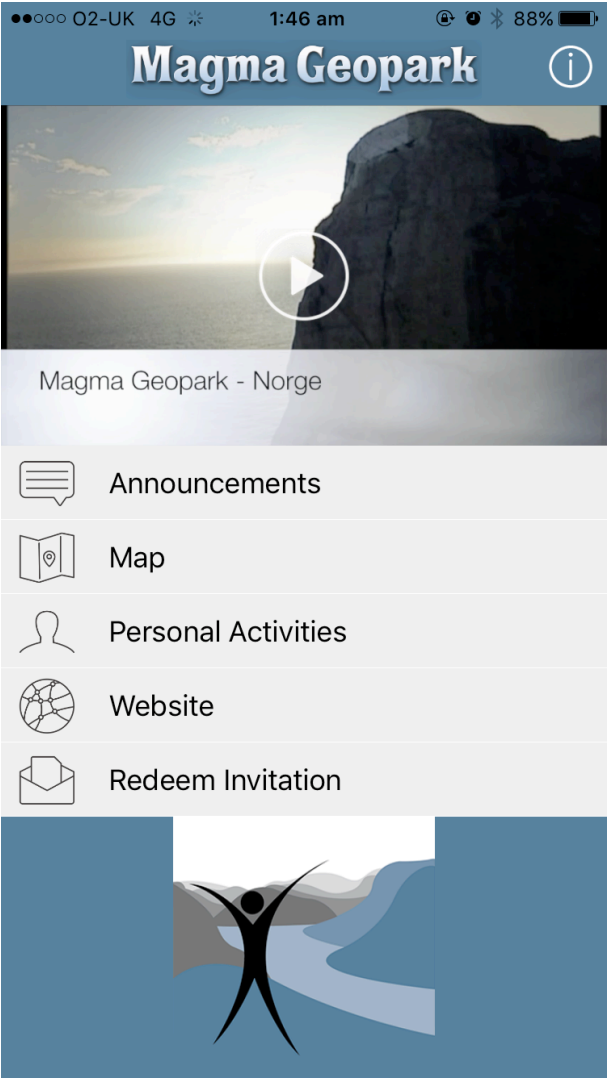 O2-UK 4G 1:46 am 88%
Magma Geopark
Magma Geopark - Norge
Announcements
Map
Personal Activities
Website
Redeem Invitation